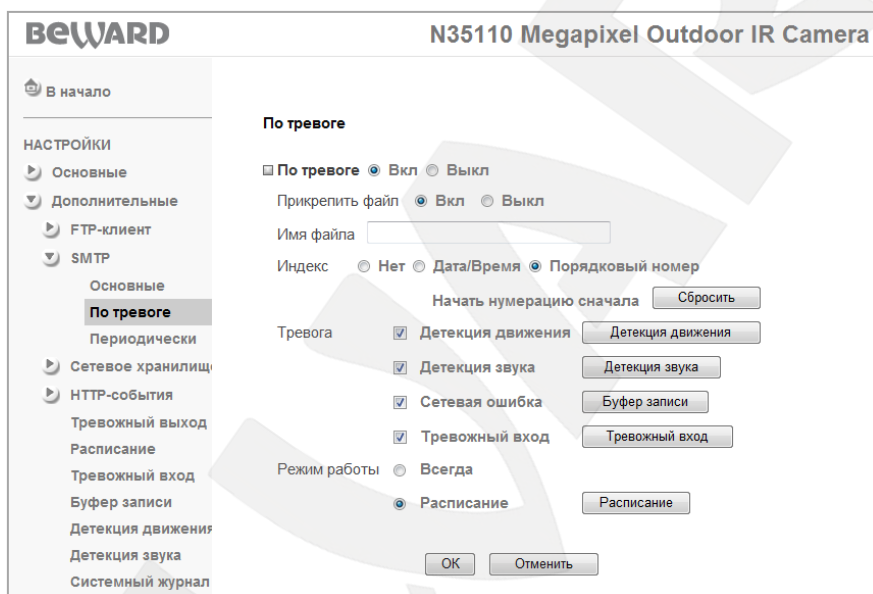 BEWARD
N35110 Megapixel Outdoor IR Camera
В начало
НАСТРОЙКИ
Основные
Дополнительные
FTP-клиент
SMTP
Основные
По тревоге
Периодически
Сетевое хранилищ
HTTP-события
Тревожный выход
Расписание
Тревожный вход
Буфер записи
Детекция движения
Детекция звука
Системный журнал
По тревоге
По тревоге Вкл Выкл
Прикрепить файл Вкл Выкл
Имя файла
Индекс Нет Дата/Время Порядковый номер
Начать нумерацию сначала Сбросить
Тревога Детекция движения Детекция движения
Детекция звука Детекция звука
Сетевая ошибка Буфер записи
Тревожный вход Тревожный вход
Режим работы Всегда
Расписание Расписание
OK Отменить